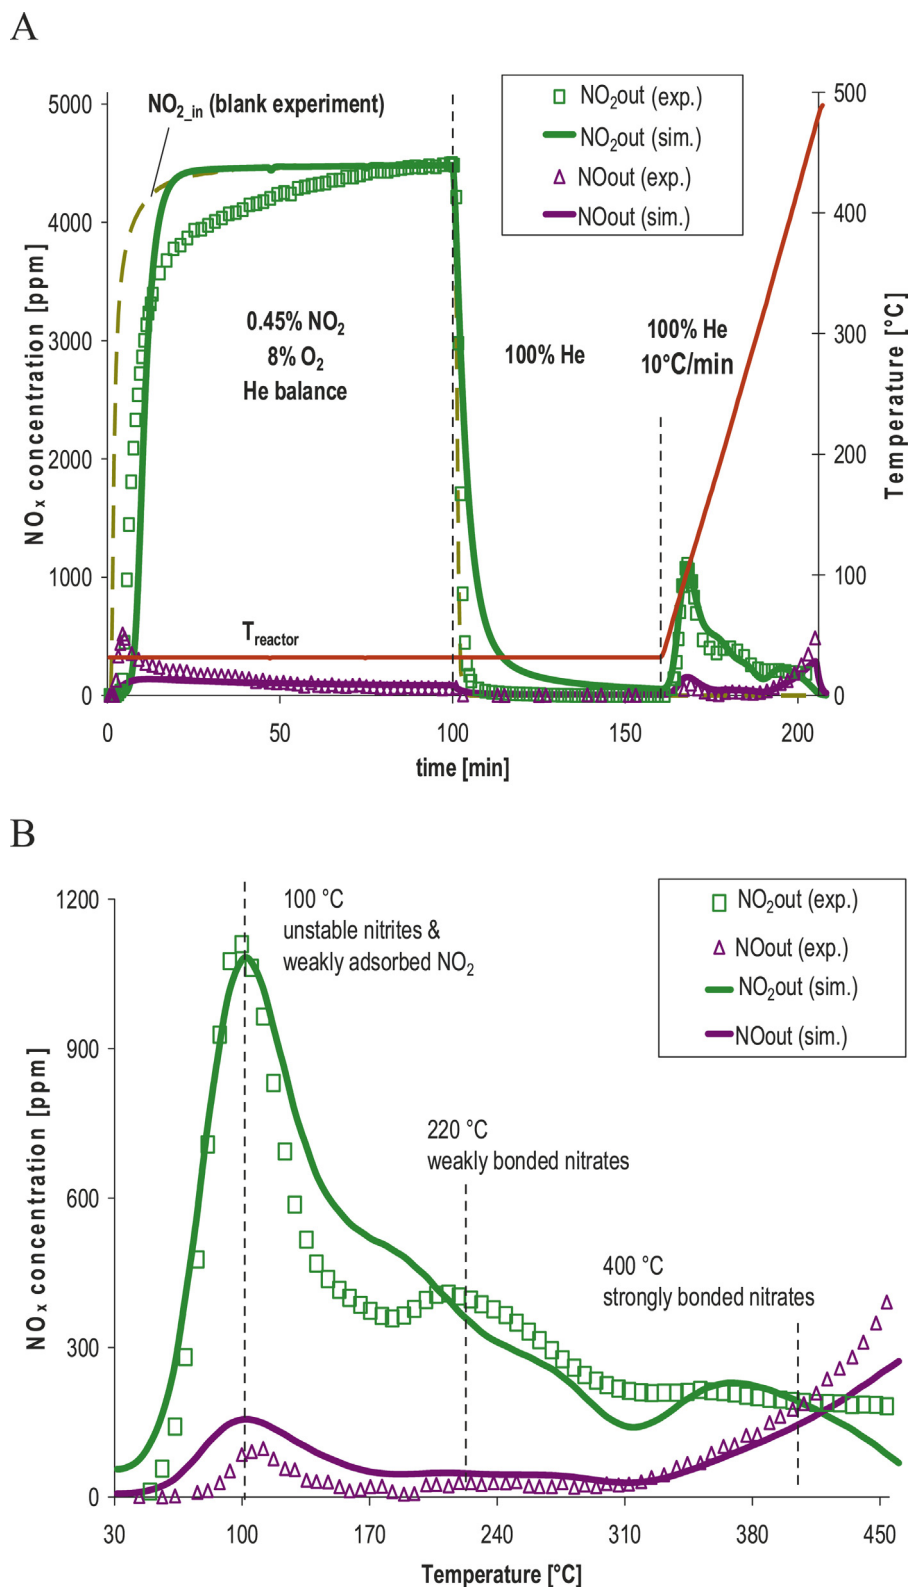 A
NO2_in (blank experiment)
NO2out (exp.)
NO2out (sim.)
NOout (exp.)
NOout (sim.)
5000
4000
3000
2000
1000
0
NOx concentration [ppm]
500
400
300
200
100
0
Temperature [°C]
0.45% NO2
8% O2
He balance
100% He
100% He
10°C/min
Treactor
0
50
100
150
200
time [min]
B
100 °C
unstable nitrites &
weakly adsorbed NO2
NO2out (exp.)
NOout (exp.)
NO2out (sim.)
NOout (sim.)
220 °C
weakly bonded nitrates
400 °C
strongly bonded nitrates
1200
900
600
300
0
NOx concentration [ppm]
30
100
170
240
310
380
450
Temperature [°C]